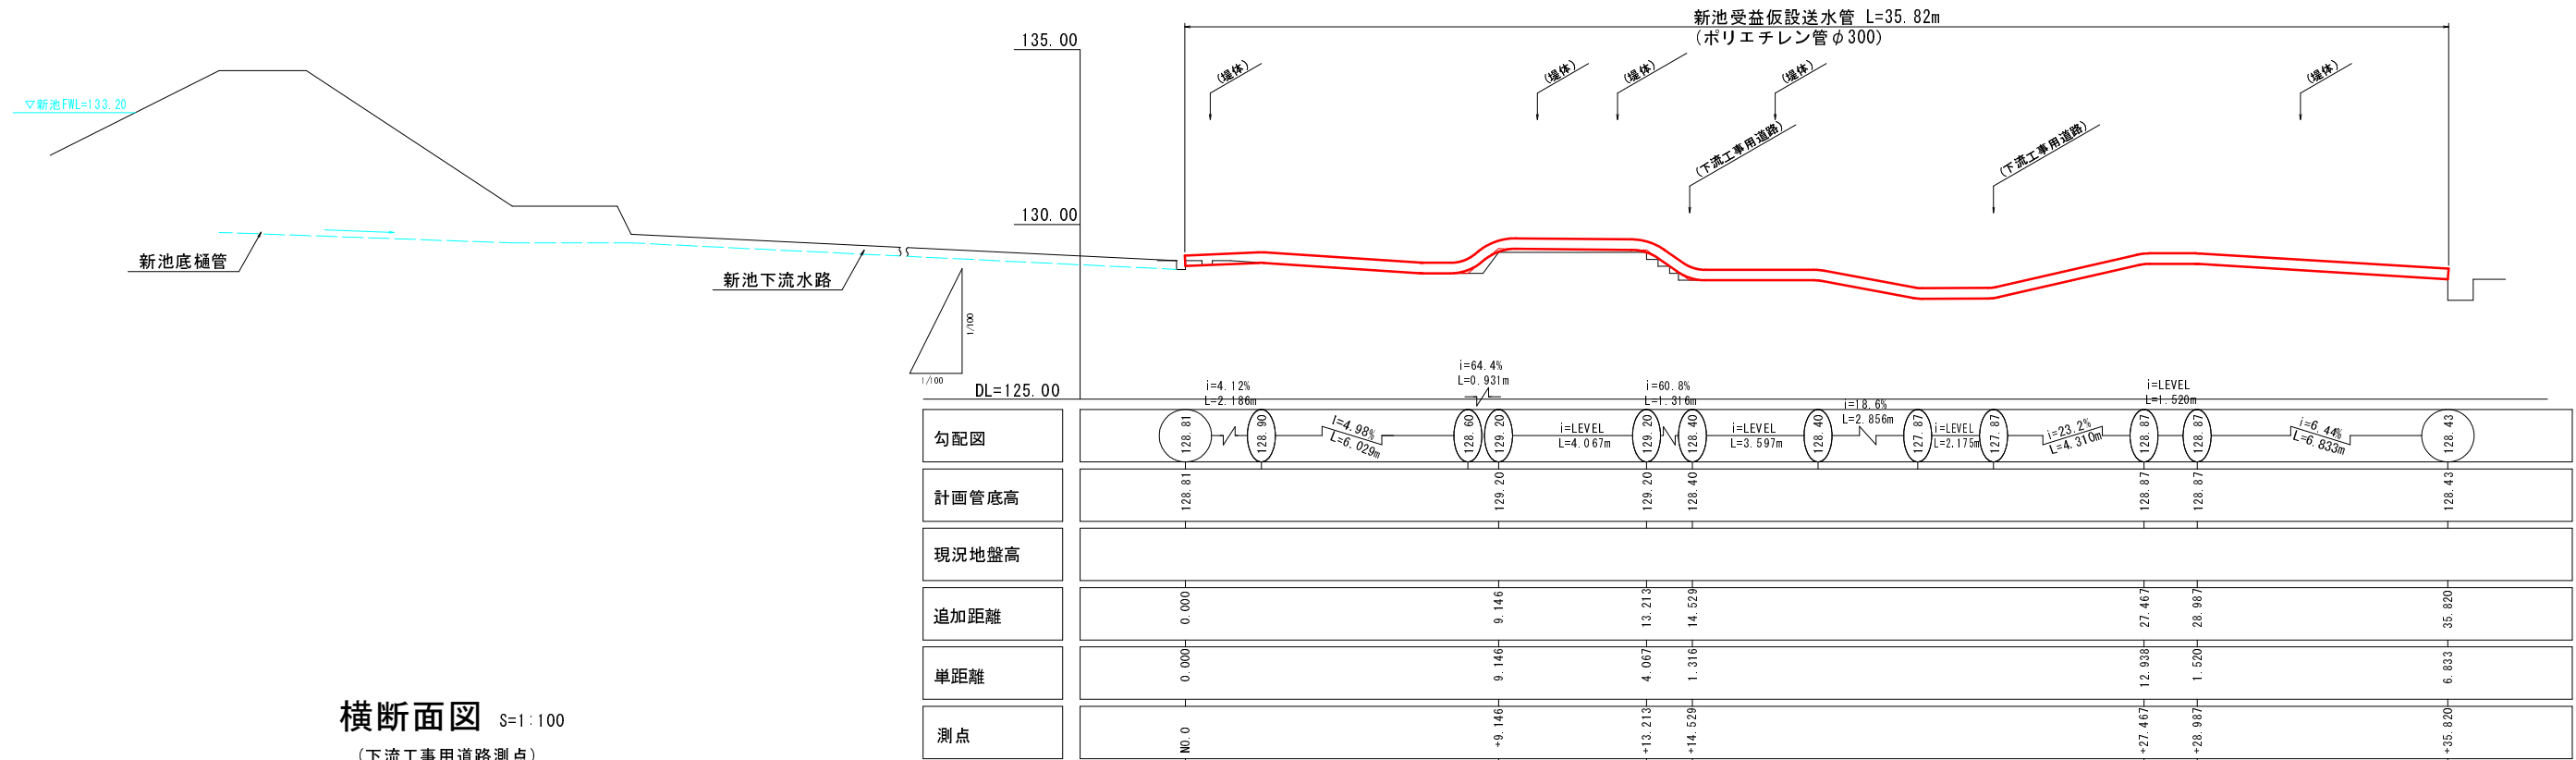 新池受益仮設送水管 L=35.82m
(ポリエチレン管φ300)
135.00
(堤体)
(堤体)
(堤体)
(堤体)
(堤体)
▽新池FWL=133.20
(下流工事用道路)
(下流工事用道路)
130.00
新池底樋管
新池下流水路
1/100
1/100
DL=125.00
i=4.12%
L=2.186m
i=64.4%
L=0.931m
i=60.8%
L=1.316m
i=18.6%
L=2.856m
i=LEVEL
L=1.520m
勾配図
128.81
128.90
I=4.98%
L=6.029m
128.60
129.20
i=LEVEL
L=4.067m
129.20
128.40
i=LEVEL
L=3.597m
128.40
127.87
i=LEVEL
L=2.175m
127.87
i=23.2%
L=4.310m
128.87
128.87
i=6.44%
L=6.833m
128.43
計画管底高
128.81
129.20
129.20
128.40
128.87
128.87
128.43
現況地盤高
追加距離
0.000
9.146
13.213
14.529
27.467
28.987
35.820
単距離
0.000
9.146
4.067
1.316
12.938
1.520
6.833
測点
NO.0
+9.146
+13.213
+14.529
+27.467
+28.987
+35.820
横断面図 S=1:100
(下流工事用道路測点)